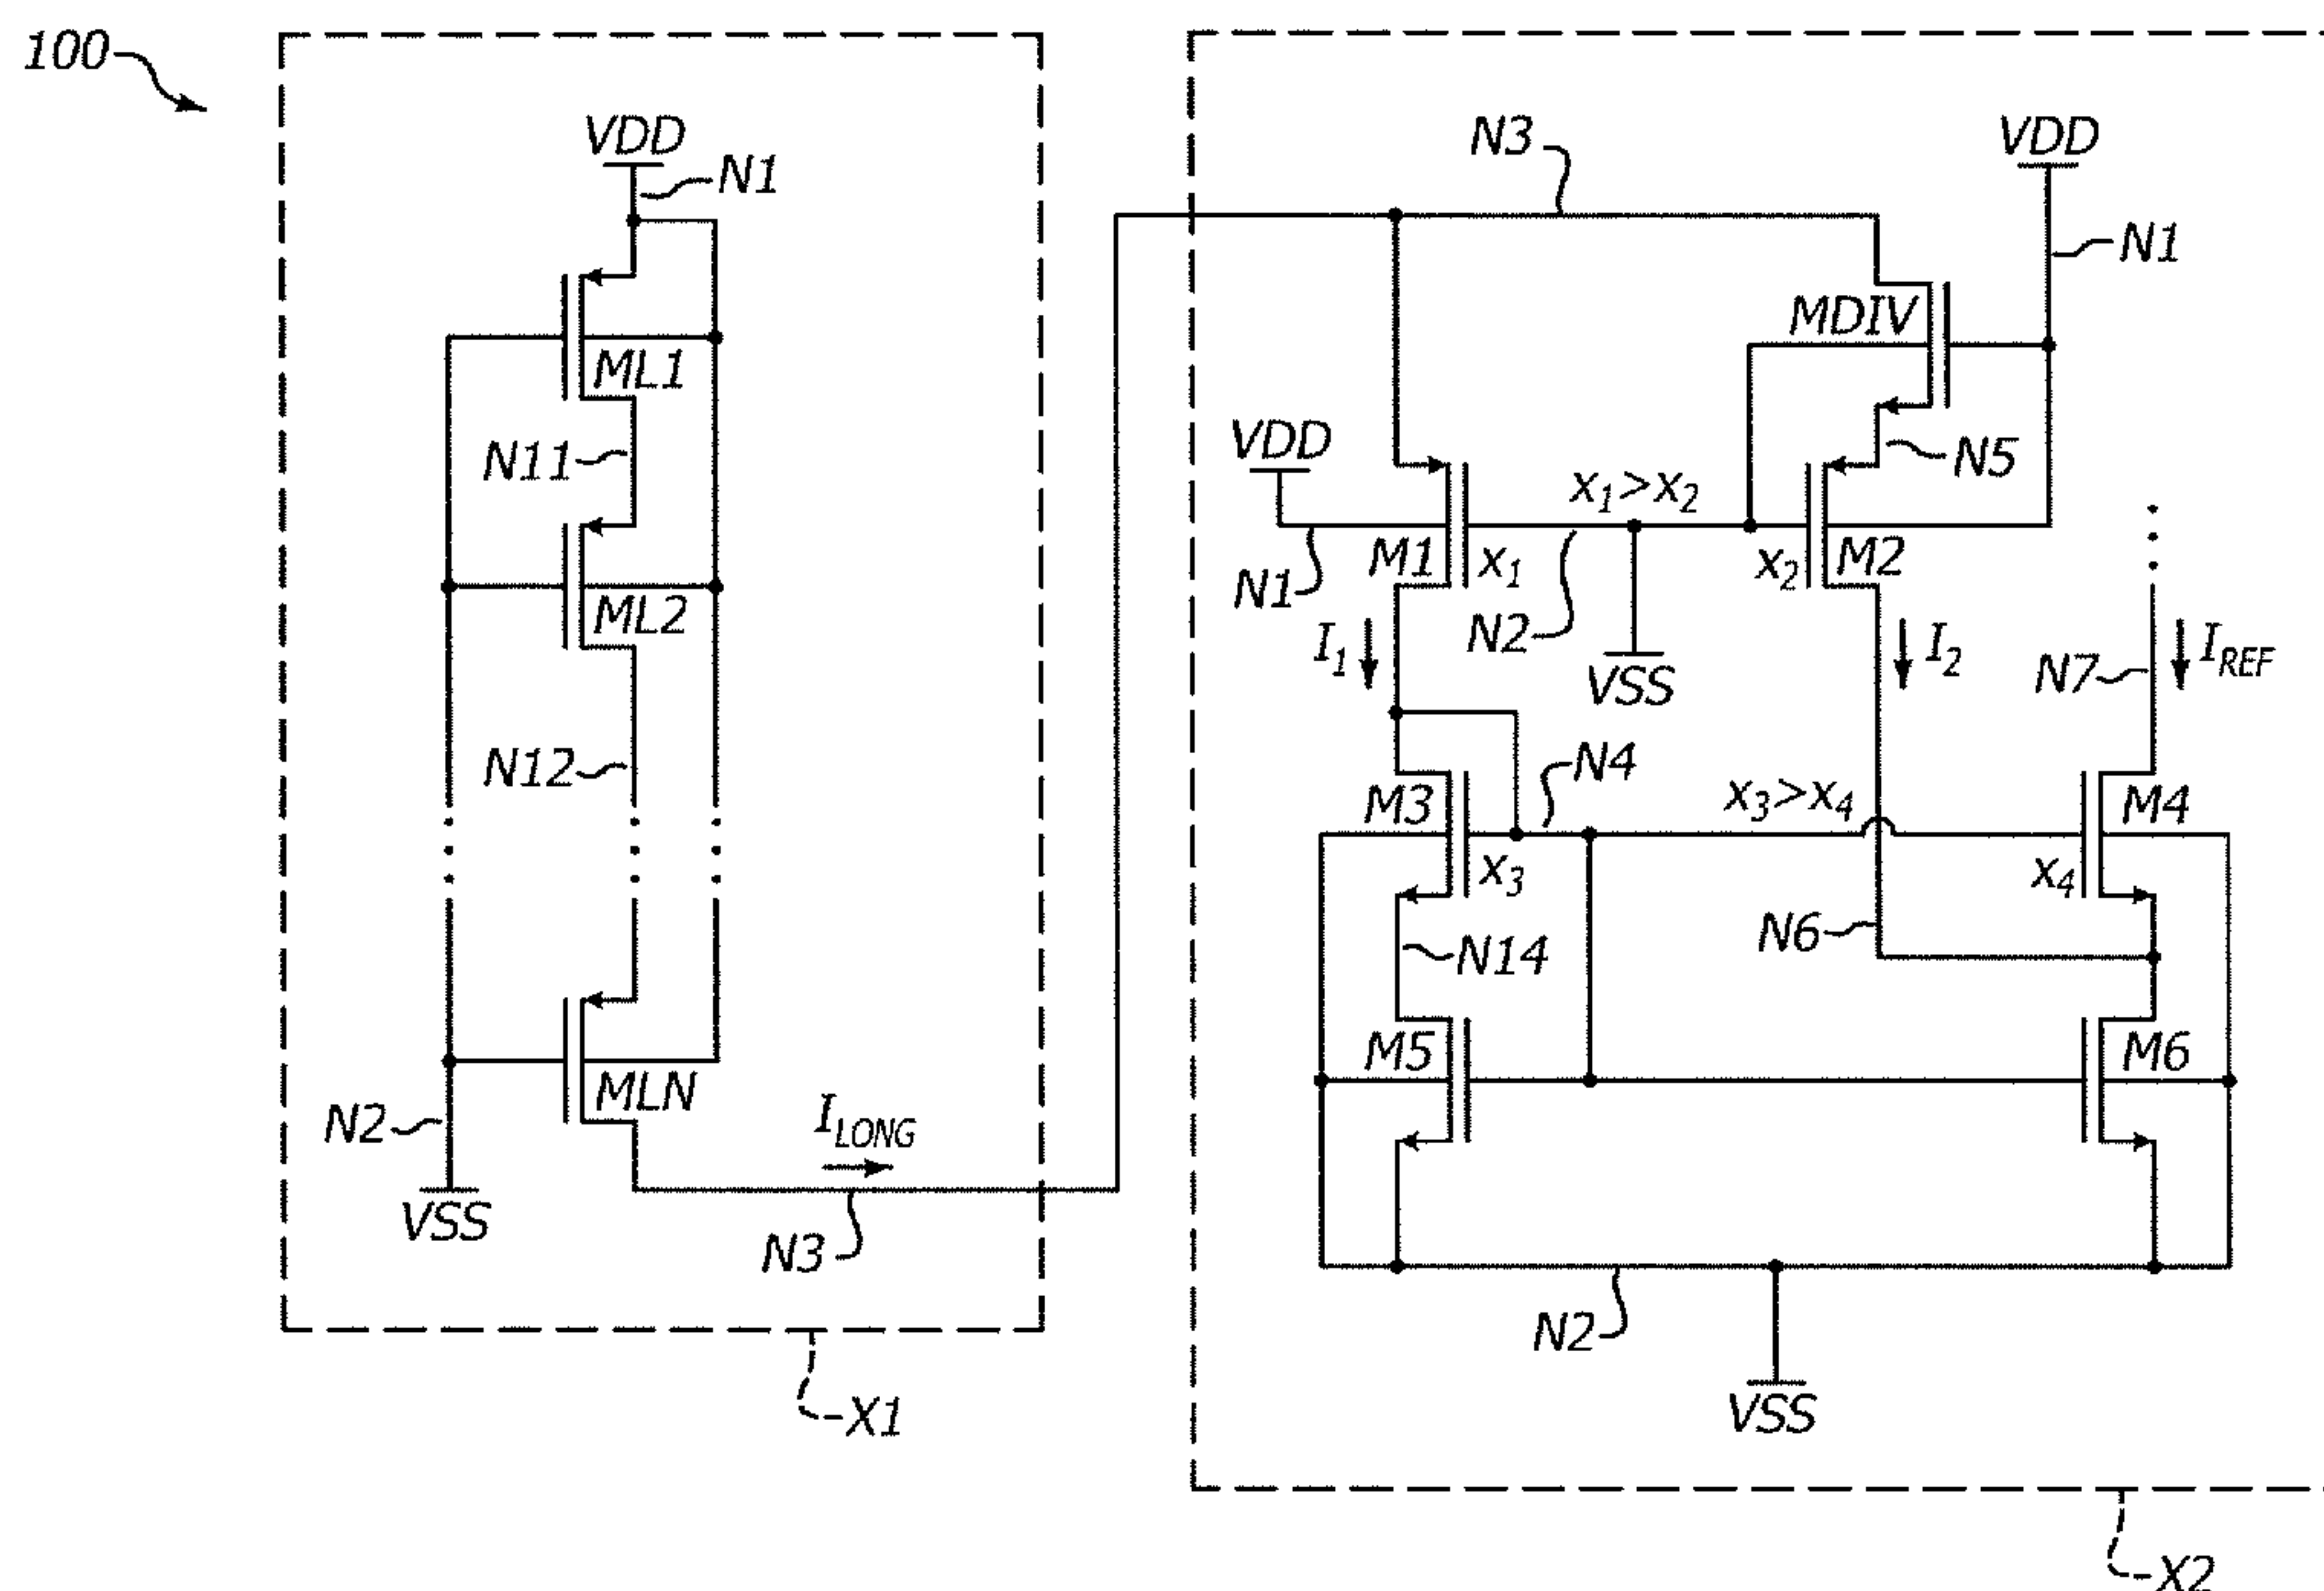 100
VDD
N1
ML1
N11
ML2
N12
MLN
N2
VSS
I_LONG
N3
X1
N3
VDD
N1
MDIV
N5
VDD
x₁>x₂
M1
x₁
x₂
M2
N1
N2
VSS
I₁
I₂
N7
I_REF
N4
M3
x₃>x₄
M4
x₃
x₄
N14
N6
M5
M6
N2
VSS
X2